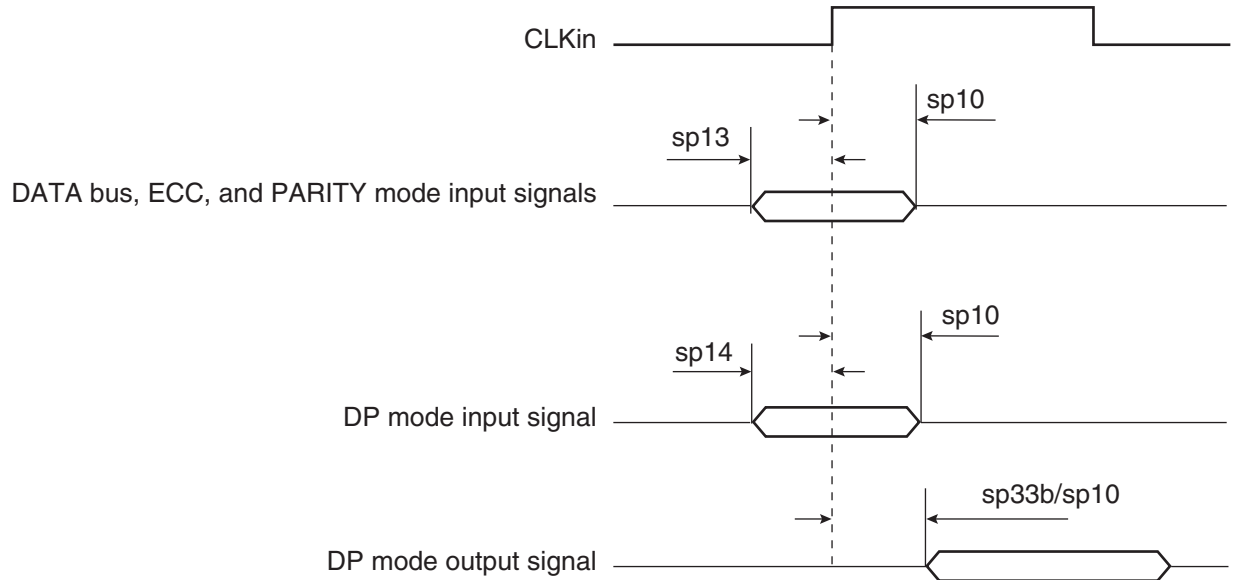 CLKin
sp10
sp13
DATA bus, ECC, and PARITY mode input signals
sp10
sp14
DP mode input signal
sp33b/sp10
DP mode output signal